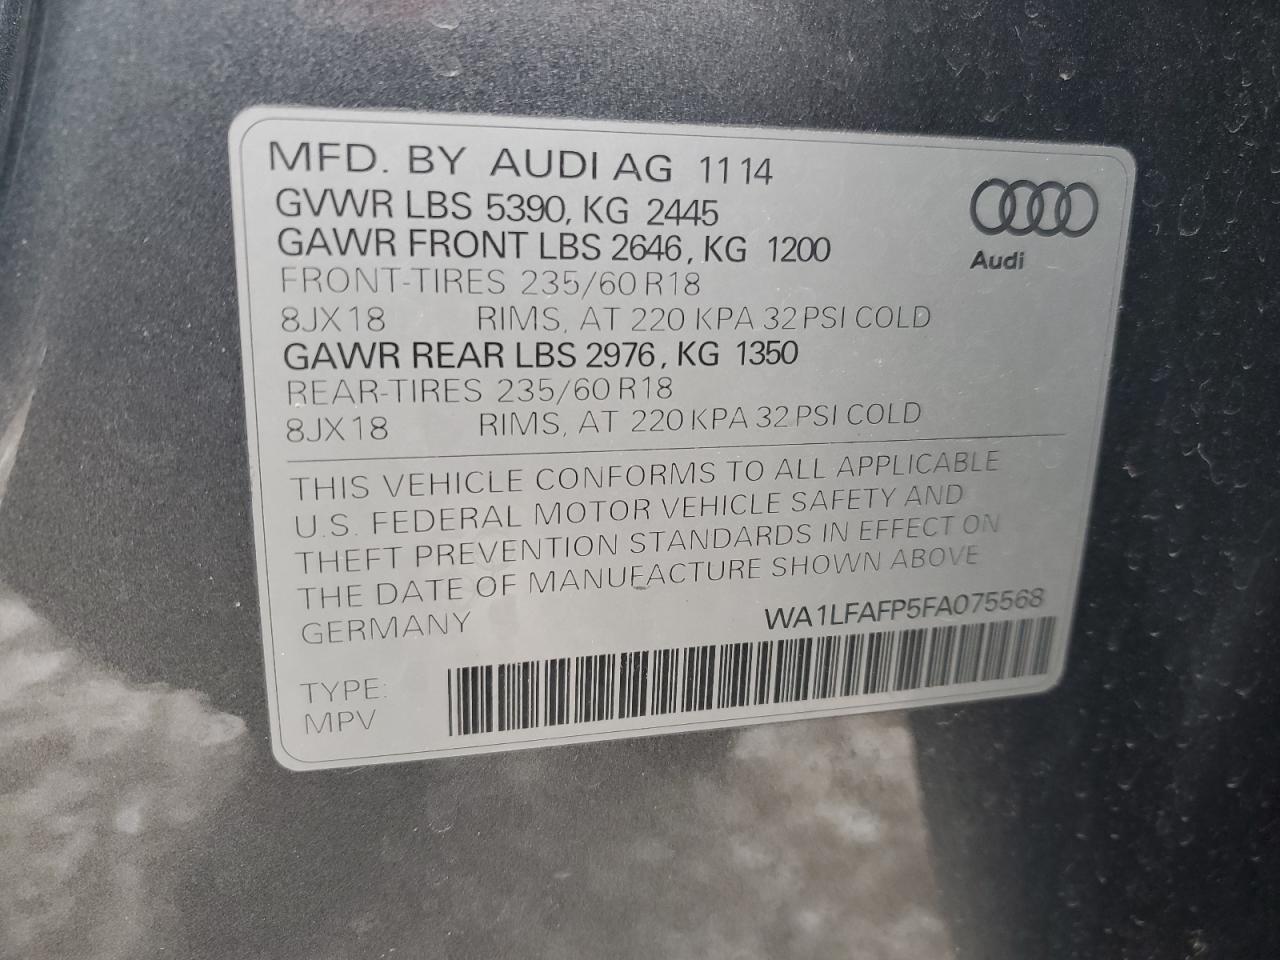 MFD. BY AUDI AG 11 14
GVWR LBS 5390, KG 2445
GAWR FRONT LBS 2646, KG 1200
FRONT-TIRES 235/60 R18
8JX18 RIMS, AT 220 KPA 32 PSI COLD
GAWR REAR LBS 2976, KG 1350
REAR-TIRES 235/60 R18
8JX18 RIMS, AT 220 KPA 32 PSI COLD
Audi
THIS VEHICLE CONFORMS TO ALL APPLICABLE
U.S. FEDERAL MOTOR VEHICLE SAFETY AND
THEFT PREVENTION STANDARDS IN EFFECT ON
THE DATE OF MANUFACTURE SHOWN ABOVE
GERMANY WA1LFAFP5FA075568
TYPE:
MPV